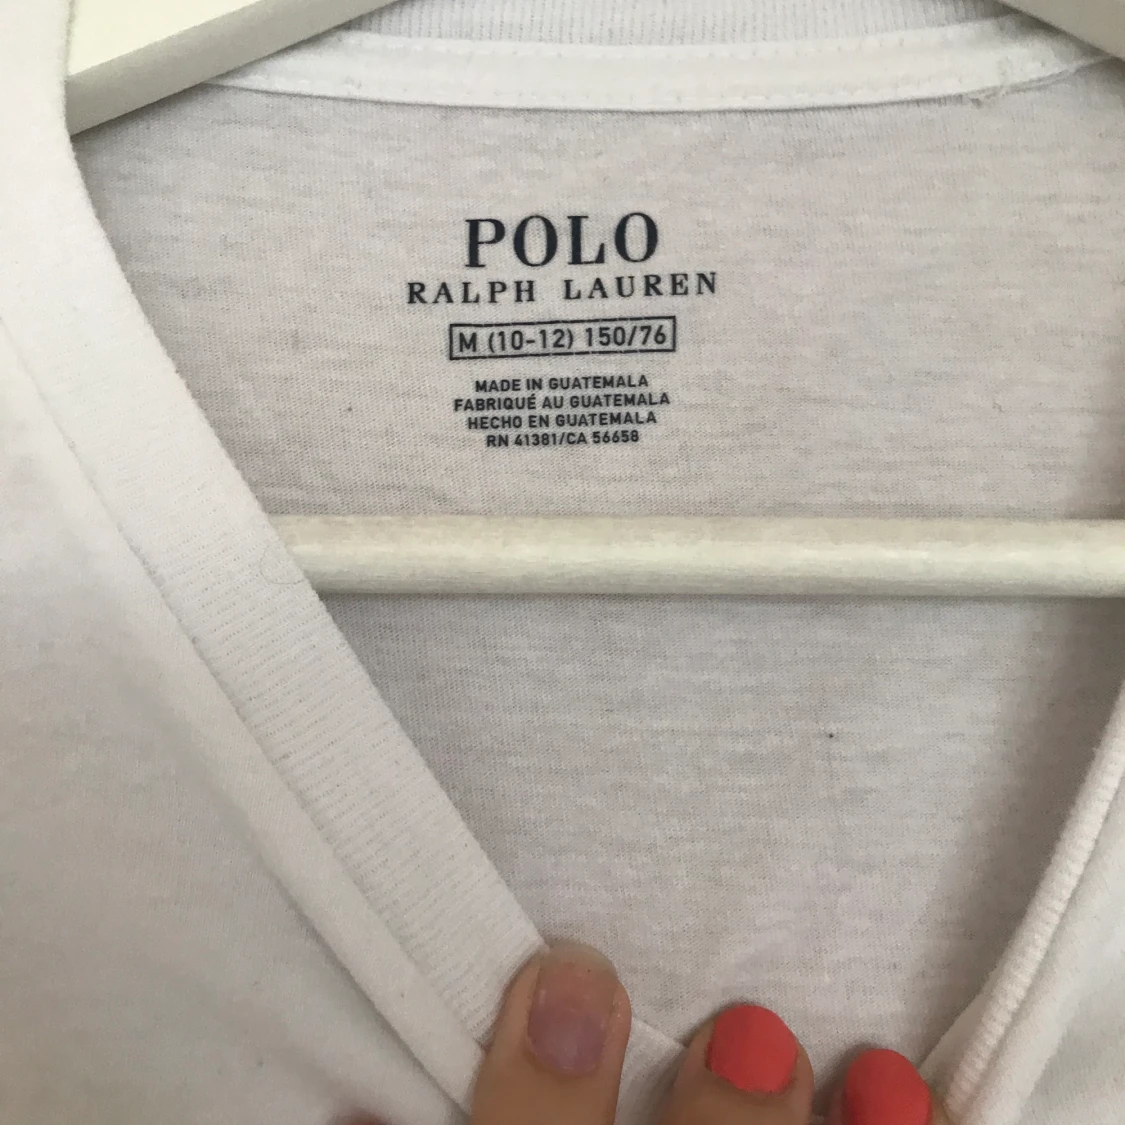 POLO
RALPH LAUREN
M (10-12) 150/76
MADE IN GUATEMALA
FABRIQUÉ AU GUATEMALA
HECHO EN GUATEMALA
RN 41381/CA 56658